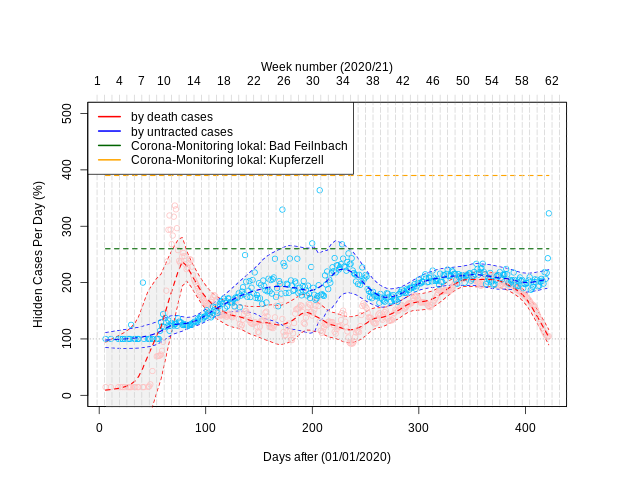 Week number (2020/21)
1 4 7 10 14 18 22 26 30 34 38 42 46 50 54 58 62
by death cases
by untracted cases
Corona-Monitoring lokal: Bad Feilnbach
Corona-Monitoring lokal: Kupferzell
500
400
300
200
100
0
Hidden Cases Per Day (%)
0 100 200 300 400
Days after (01/01/2020)